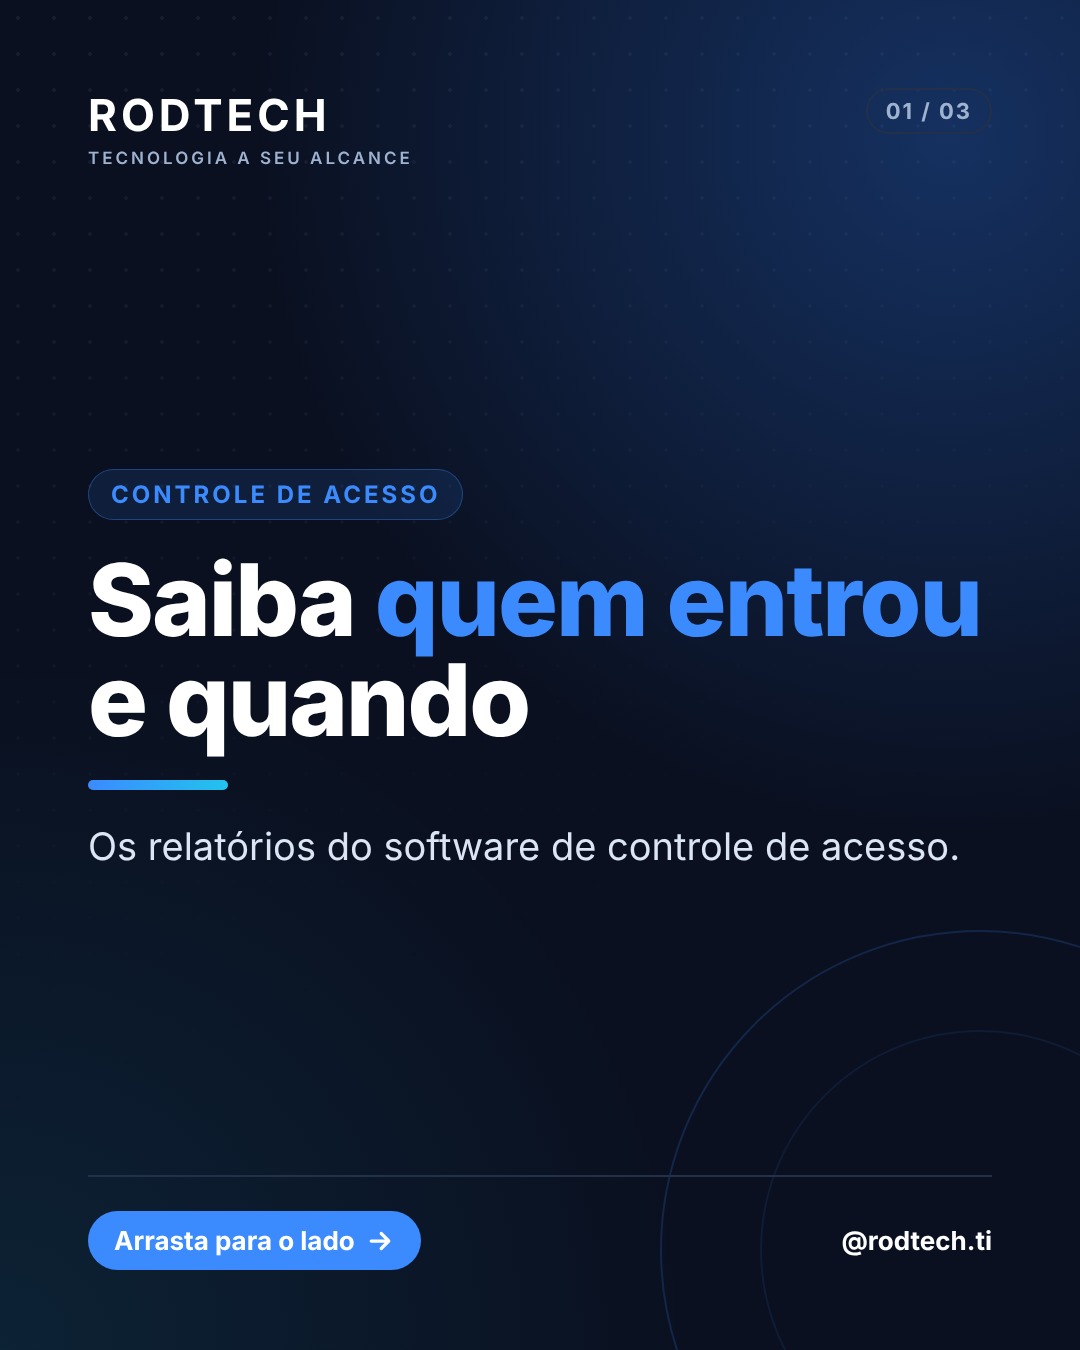 RODTECH
TECNOLOGIA A SEU ALCANCE
01 / 03
CONTROLE DE ACESSO
Saiba quem entrou
e quando
Os relatórios do software de controle de acesso.
Arrasta para o lado →
@rodtech.ti